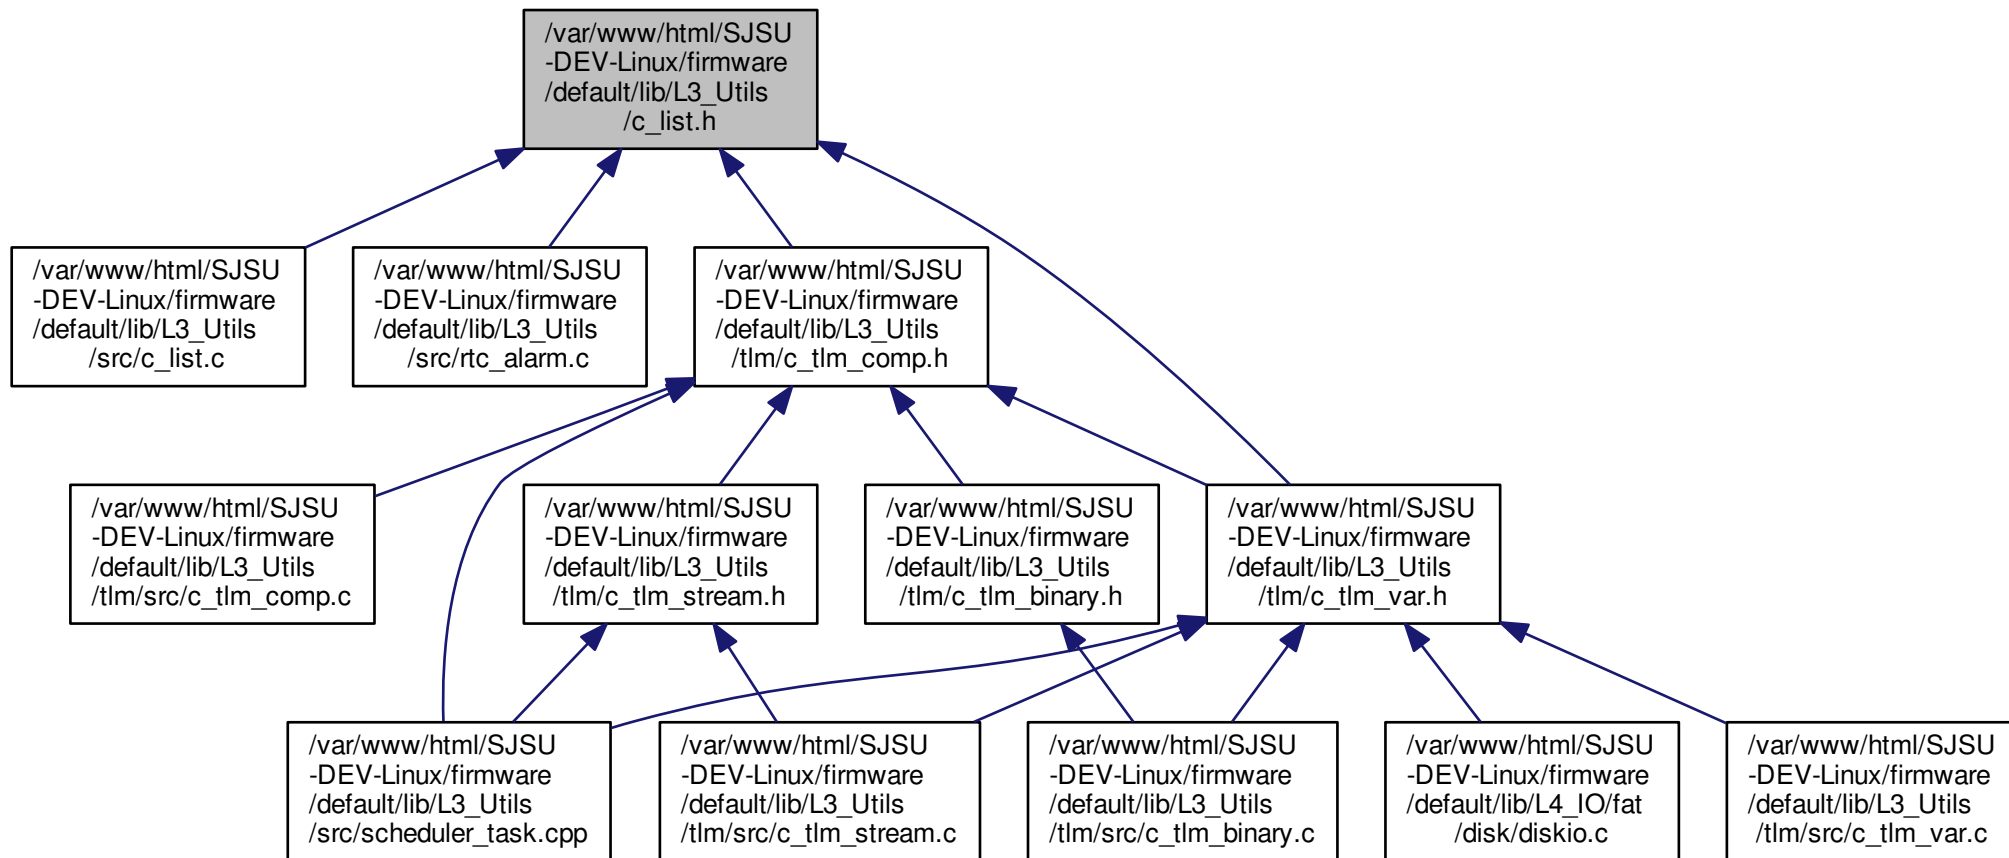 /var/www/html/SJSU
-DEV-Linux/firmware
/default/lib/L3_Utils
/c_list.h
/var/www/html/SJSU
-DEV-Linux/firmware
/default/lib/L3_Utils
/src/c_list.c
/var/www/html/SJSU
-DEV-Linux/firmware
/default/lib/L3_Utils
/src/rtc_alarm.c
/var/www/html/SJSU
-DEV-Linux/firmware
/default/lib/L3_Utils
/tlm/c_tlm_comp.h
/var/www/html/SJSU
-DEV-Linux/firmware
/default/lib/L3_Utils
/tlm/src/c_tlm_comp.c
/var/www/html/SJSU
-DEV-Linux/firmware
/default/lib/L3_Utils
/tlm/c_tlm_stream.h
/var/www/html/SJSU
-DEV-Linux/firmware
/default/lib/L3_Utils
/tlm/c_tlm_binary.h
/var/www/html/SJSU
-DEV-Linux/firmware
/default/lib/L3_Utils
/tlm/c_tlm_var.h
/var/www/html/SJSU
-DEV-Linux/firmware
/default/lib/L3_Utils
/src/scheduler_task.cpp
/var/www/html/SJSU
-DEV-Linux/firmware
/default/lib/L3_Utils
/tlm/src/c_tlm_stream.c
/var/www/html/SJSU
-DEV-Linux/firmware
/default/lib/L3_Utils
/tlm/src/c_tlm_binary.c
/var/www/html/SJSU
-DEV-Linux/firmware
/default/lib/L4_IO/fat
/disk/diskio.c
/var/www/html/SJSU
-DEV-Linux/firmware
/default/lib/L3_Utils
/tlm/src/c_tlm_var.c